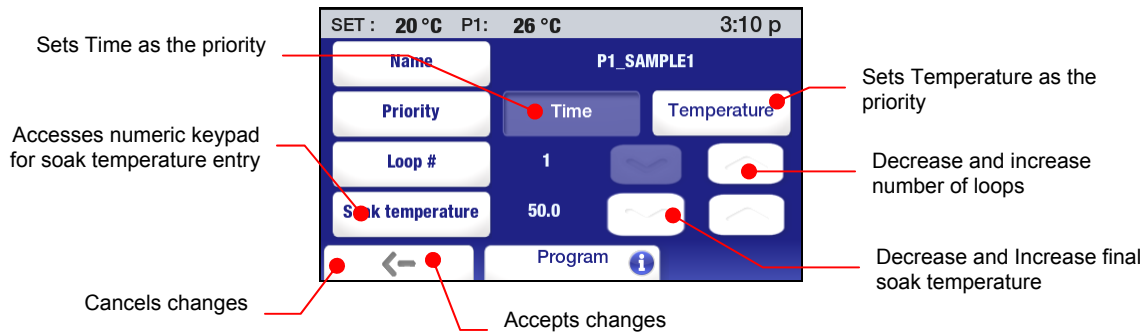 SET : 20 °C P1: 26 °C 3:10 p
Sets Time as the priority
Name P1_SAMPLE1
Sets Temperature as the
priority
Priority Time Temperature
Accesses numeric keypad
for soak temperature entry
Loop # 1
Decrease and increase
number of loops
Soak temperature 50.0
Program i
Decrease and Increase final
soak temperature
Cancels changes
Accepts changes